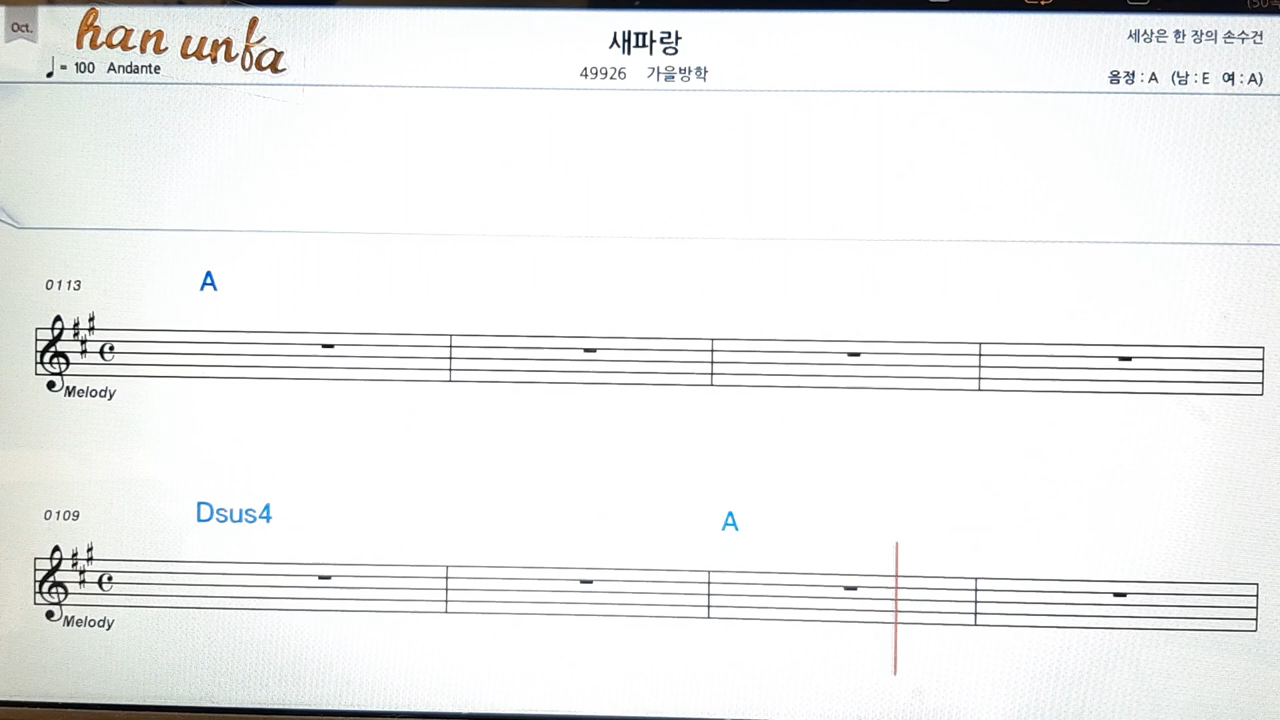 Oct.
han unfa
새파랑
세상은 한 장의 손수건
= 100 Andante
49926 가을방학
음정 : A (남 : E 여 : A)
0113
A
Melody
0109
Dsus4 A
Melody